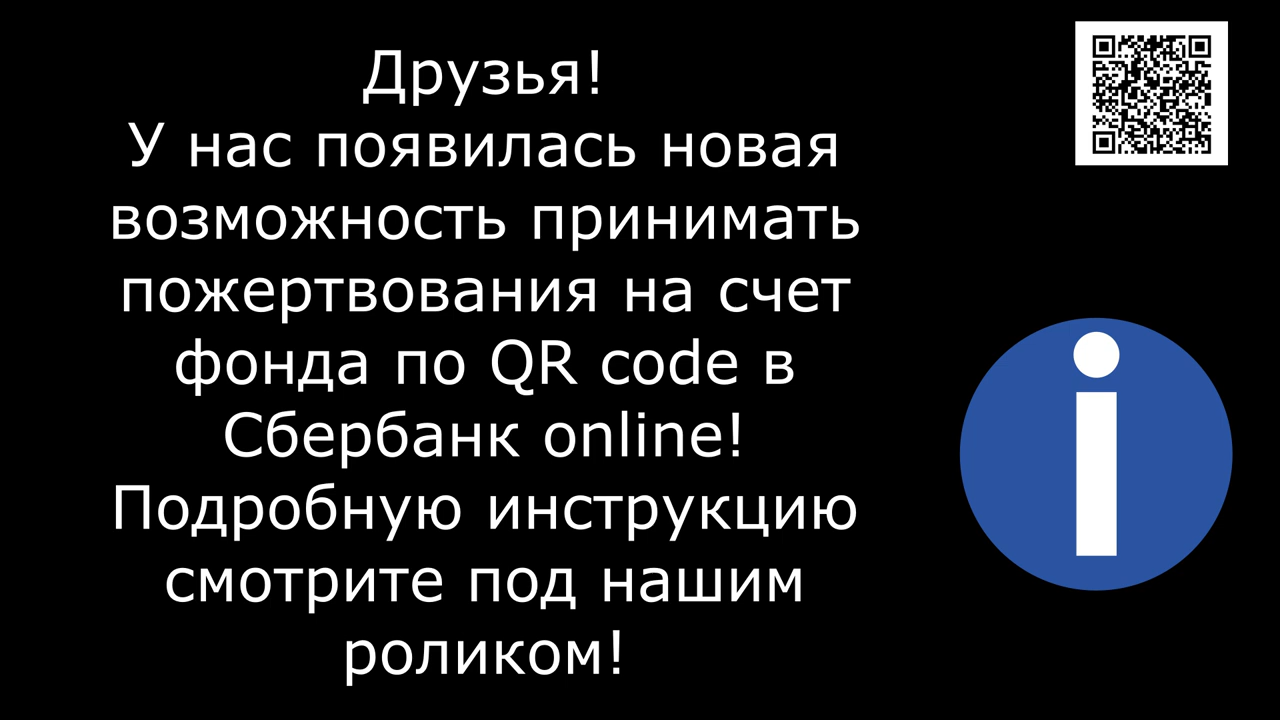 Друзья!
У нас появилась новая
возможность принимать
пожертвования на счет
фонда по QR code в
Сбербанк online!
Подробную инструкцию
смотрите под нашим
роликом!
i